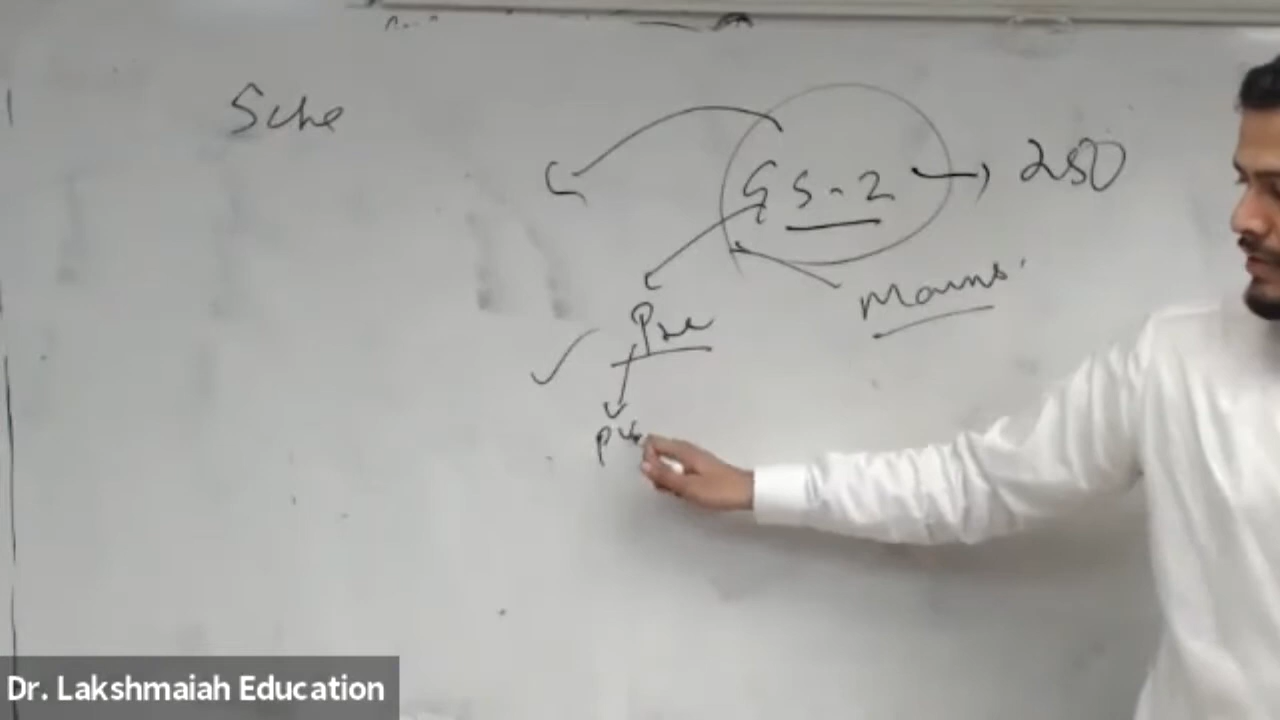 Sche
GS-2 → 250
Mains
Pre
Dr. Lakshmaiah Education